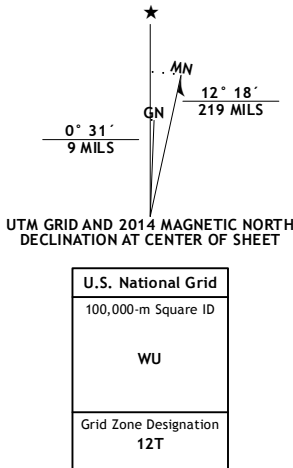 ★
MN
GN
12° 18´
219 MILS
0° 31´
9 MILS
UTM GRID AND 2014 MAGNETIC NORTH
DECLINATION AT CENTER OF SHEET
U.S. National Grid
100,000-m Square ID
WU
Grid Zone Designation
12T